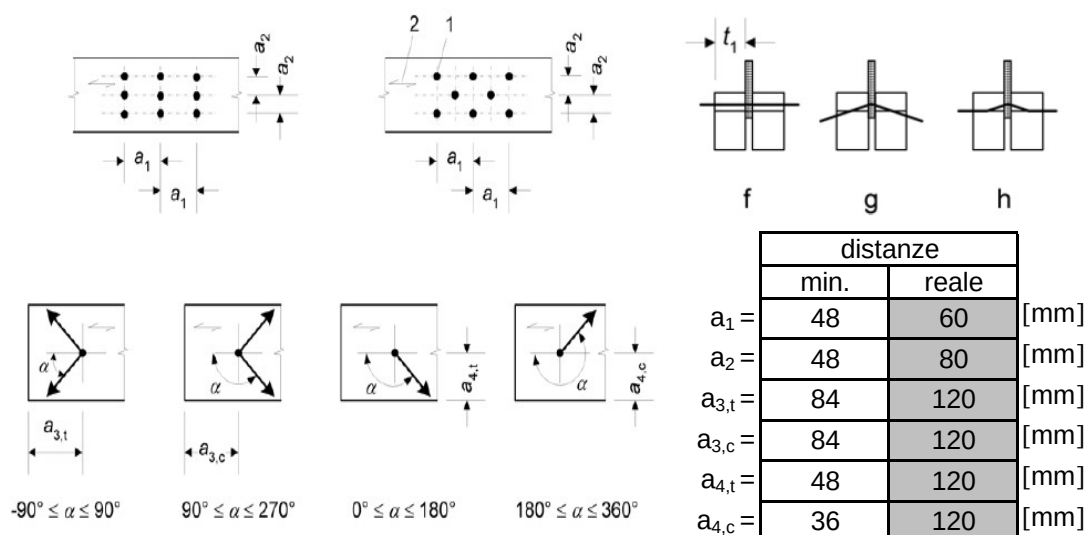 2 1
a2
a2
a1
a1
a2
a2
a1
a1
t1
f g h
α
a3,t
-90° ≤ α ≤ 90°
α
a3,c
90° ≤ α ≤ 270°
α
a4,t
0° ≤ α ≤ 180°
α
a4,c
180° ≤ α ≤ 360°
distanze
min. reale
a1 = 48 60 [mm]
a2 = 48 80 [mm]
a3,t = 84 120 [mm]
a3,c = 84 120 [mm]
a4,t = 48 120 [mm]
a4,c = 36 120 [mm]